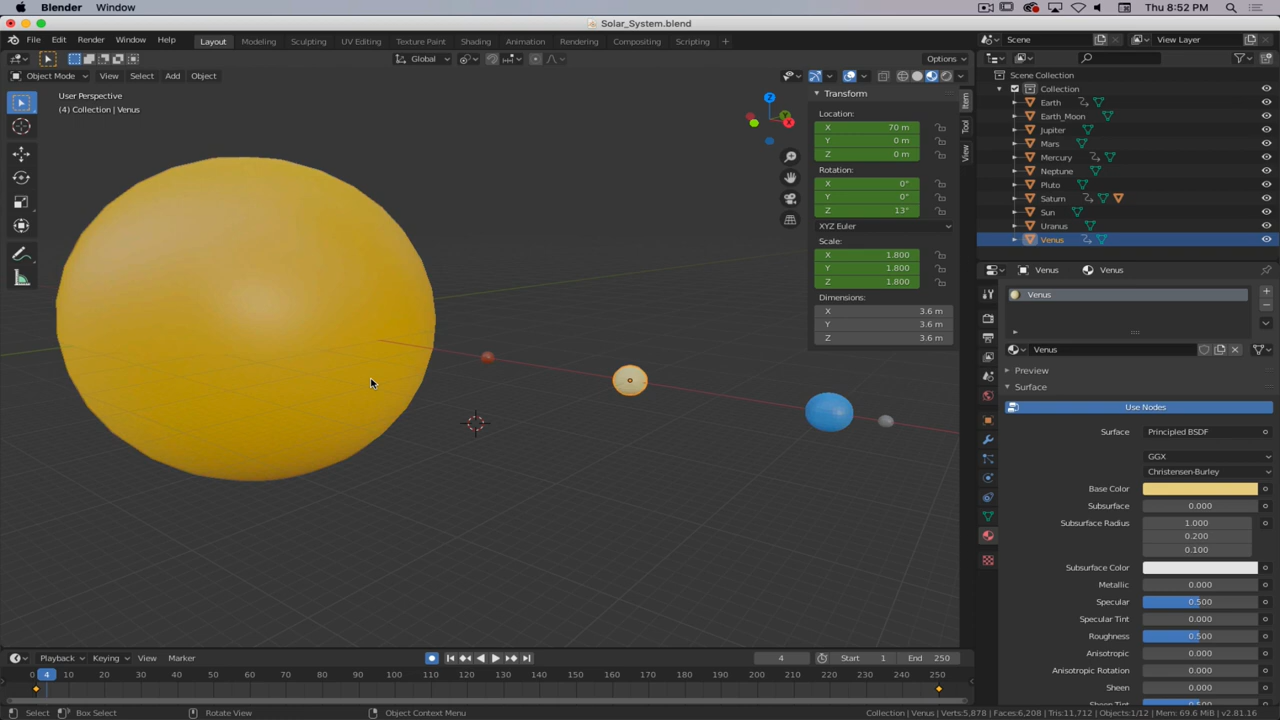 Blender Window Thu 8:52 PM
Solar_System.blend
File Edit Render Window Help Layout Modeling Sculpting UV Editing Texture Paint Shading Animation Rendering Compositing Scripting + Scene View Layer
Global Options
Object Mode View Select Add Object
User Perspective
(4) Collection | Venus
Z
Y
X
Transform
Location:
X 70 m
Y 0 m
Z 0 m
Rotation:
X 0°
Y 0°
Z 13°
XYZ Euler
Scale:
X 1.800
Y 1.800
Z 1.800
Dimensions:
X 3.6 m
Y 3.6 m
Z 3.6 m
Item
Tool
View
Scene Collection
Collection
Earth
Earth_Moon
Jupiter
Mars
Mercury
Neptune
Pluto
Saturn
Sun
Uranus
Venus
Venus Venus
Venus
Venus
Preview
Surface
Use Nodes
Surface Principled BSDF
GGX
Christensen-Burley
Base Color
Subsurface 0.000
Subsurface Radius 1.000
0.200
0.100
Subsurface Color
Metallic 0.000
Specular 0.500
Specular Tint 0.000
Roughness 0.500
Anisotropic 0.000
Anisotropic Rotation 0.000
Sheen 0.000
Sheen Tint 0.500
Playback Keying View Marker 4 Start 1 End 250
0 4 10 20 30 40 50 60 70 80 90 100 110 120 130 140 150 160 170 180 190 200 210 220 230 240 250
Select Box Select Rotate View Object Context Menu Collection | Venus | Verts:5,878 | Faces:6,208 | Tris:11,712 | Objects:1/12 | Mem: 69.6 MiB | v2.81.16